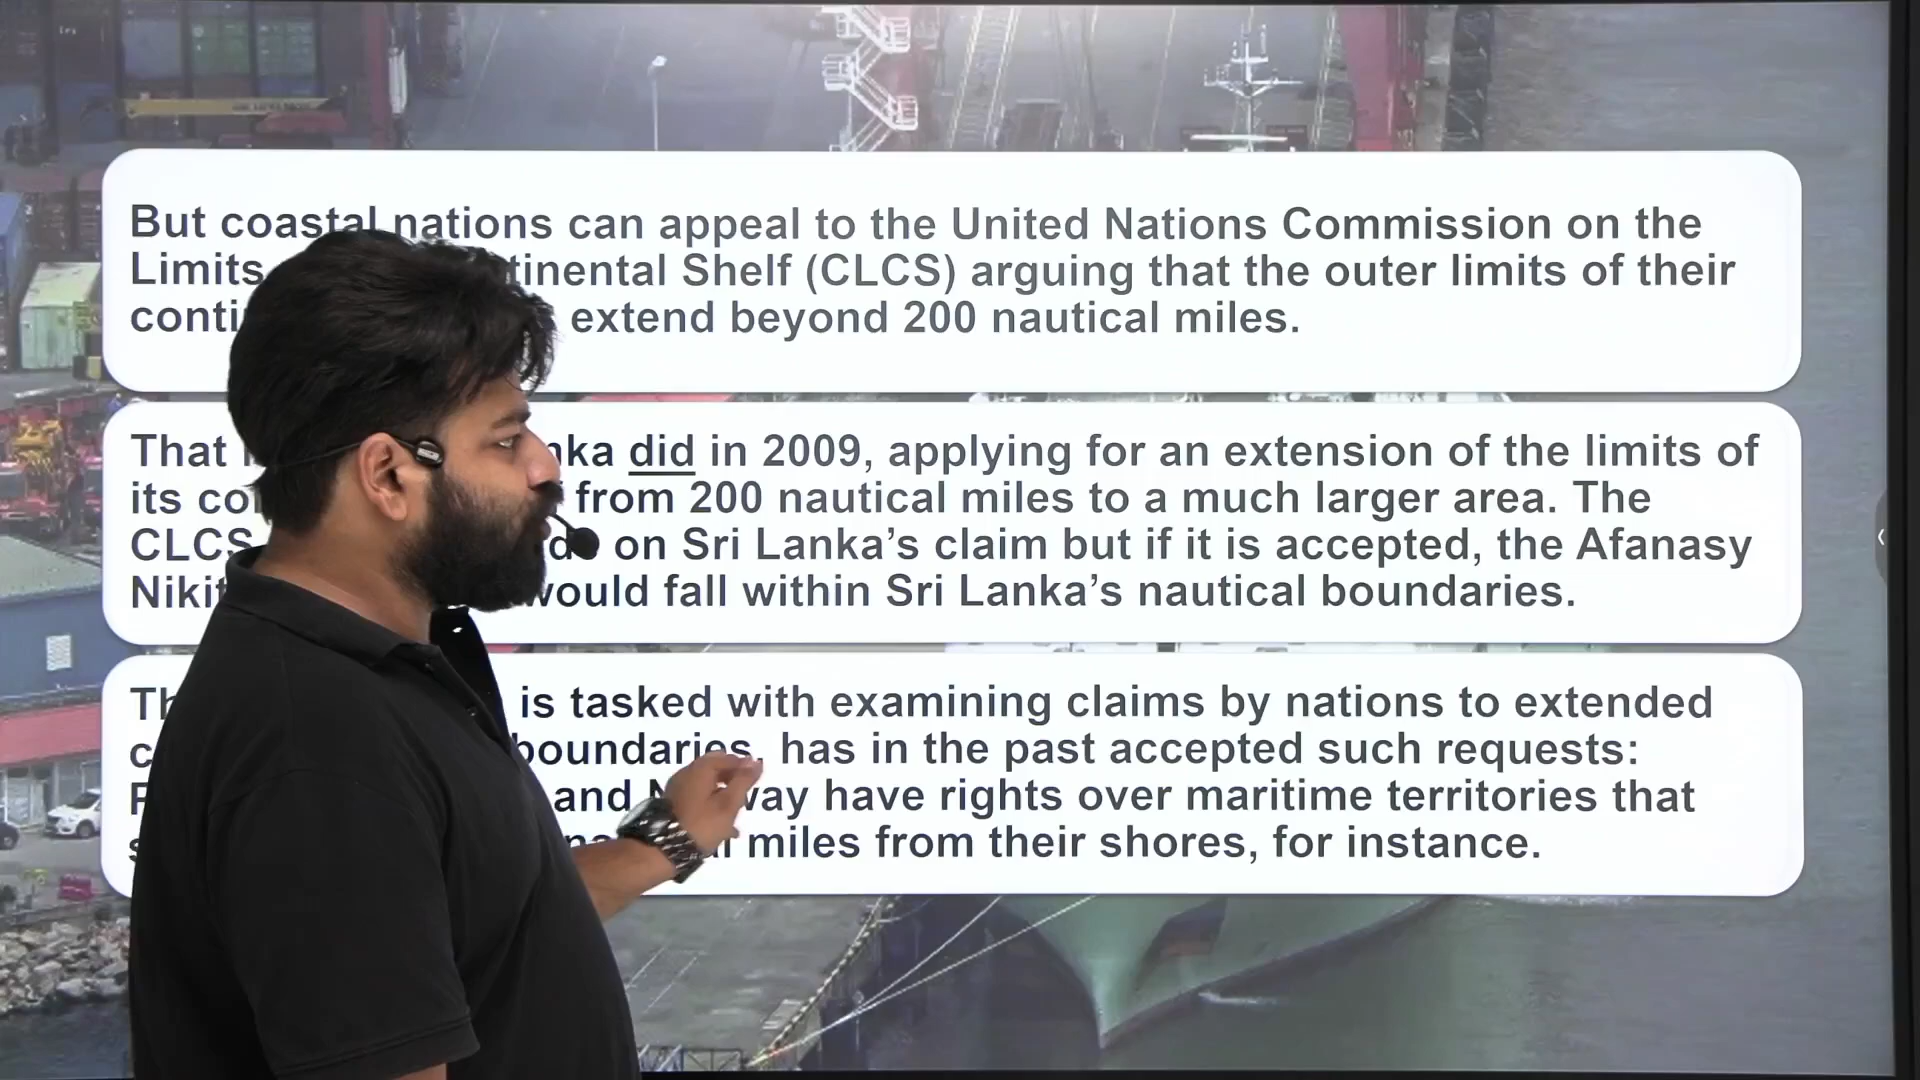 But coastal nations can appeal to the United Nations Commission on the
Limits tinental Shelf (CLCS) arguing that the outer limits of their
conti extend beyond 200 nautical miles.
That nka did in 2009, applying for an extension of the limits of
its co from 200 nautical miles to a much larger area. The
CLCS on Sri Lanka’s claim but if it is accepted, the Afanasy
Nikit would fall within Sri Lanka’s nautical boundaries.
is tasked with examining claims by nations to extended
boundaries, has in the past accepted such requests:
and way have rights over maritime territories that
miles from their shores, for instance.